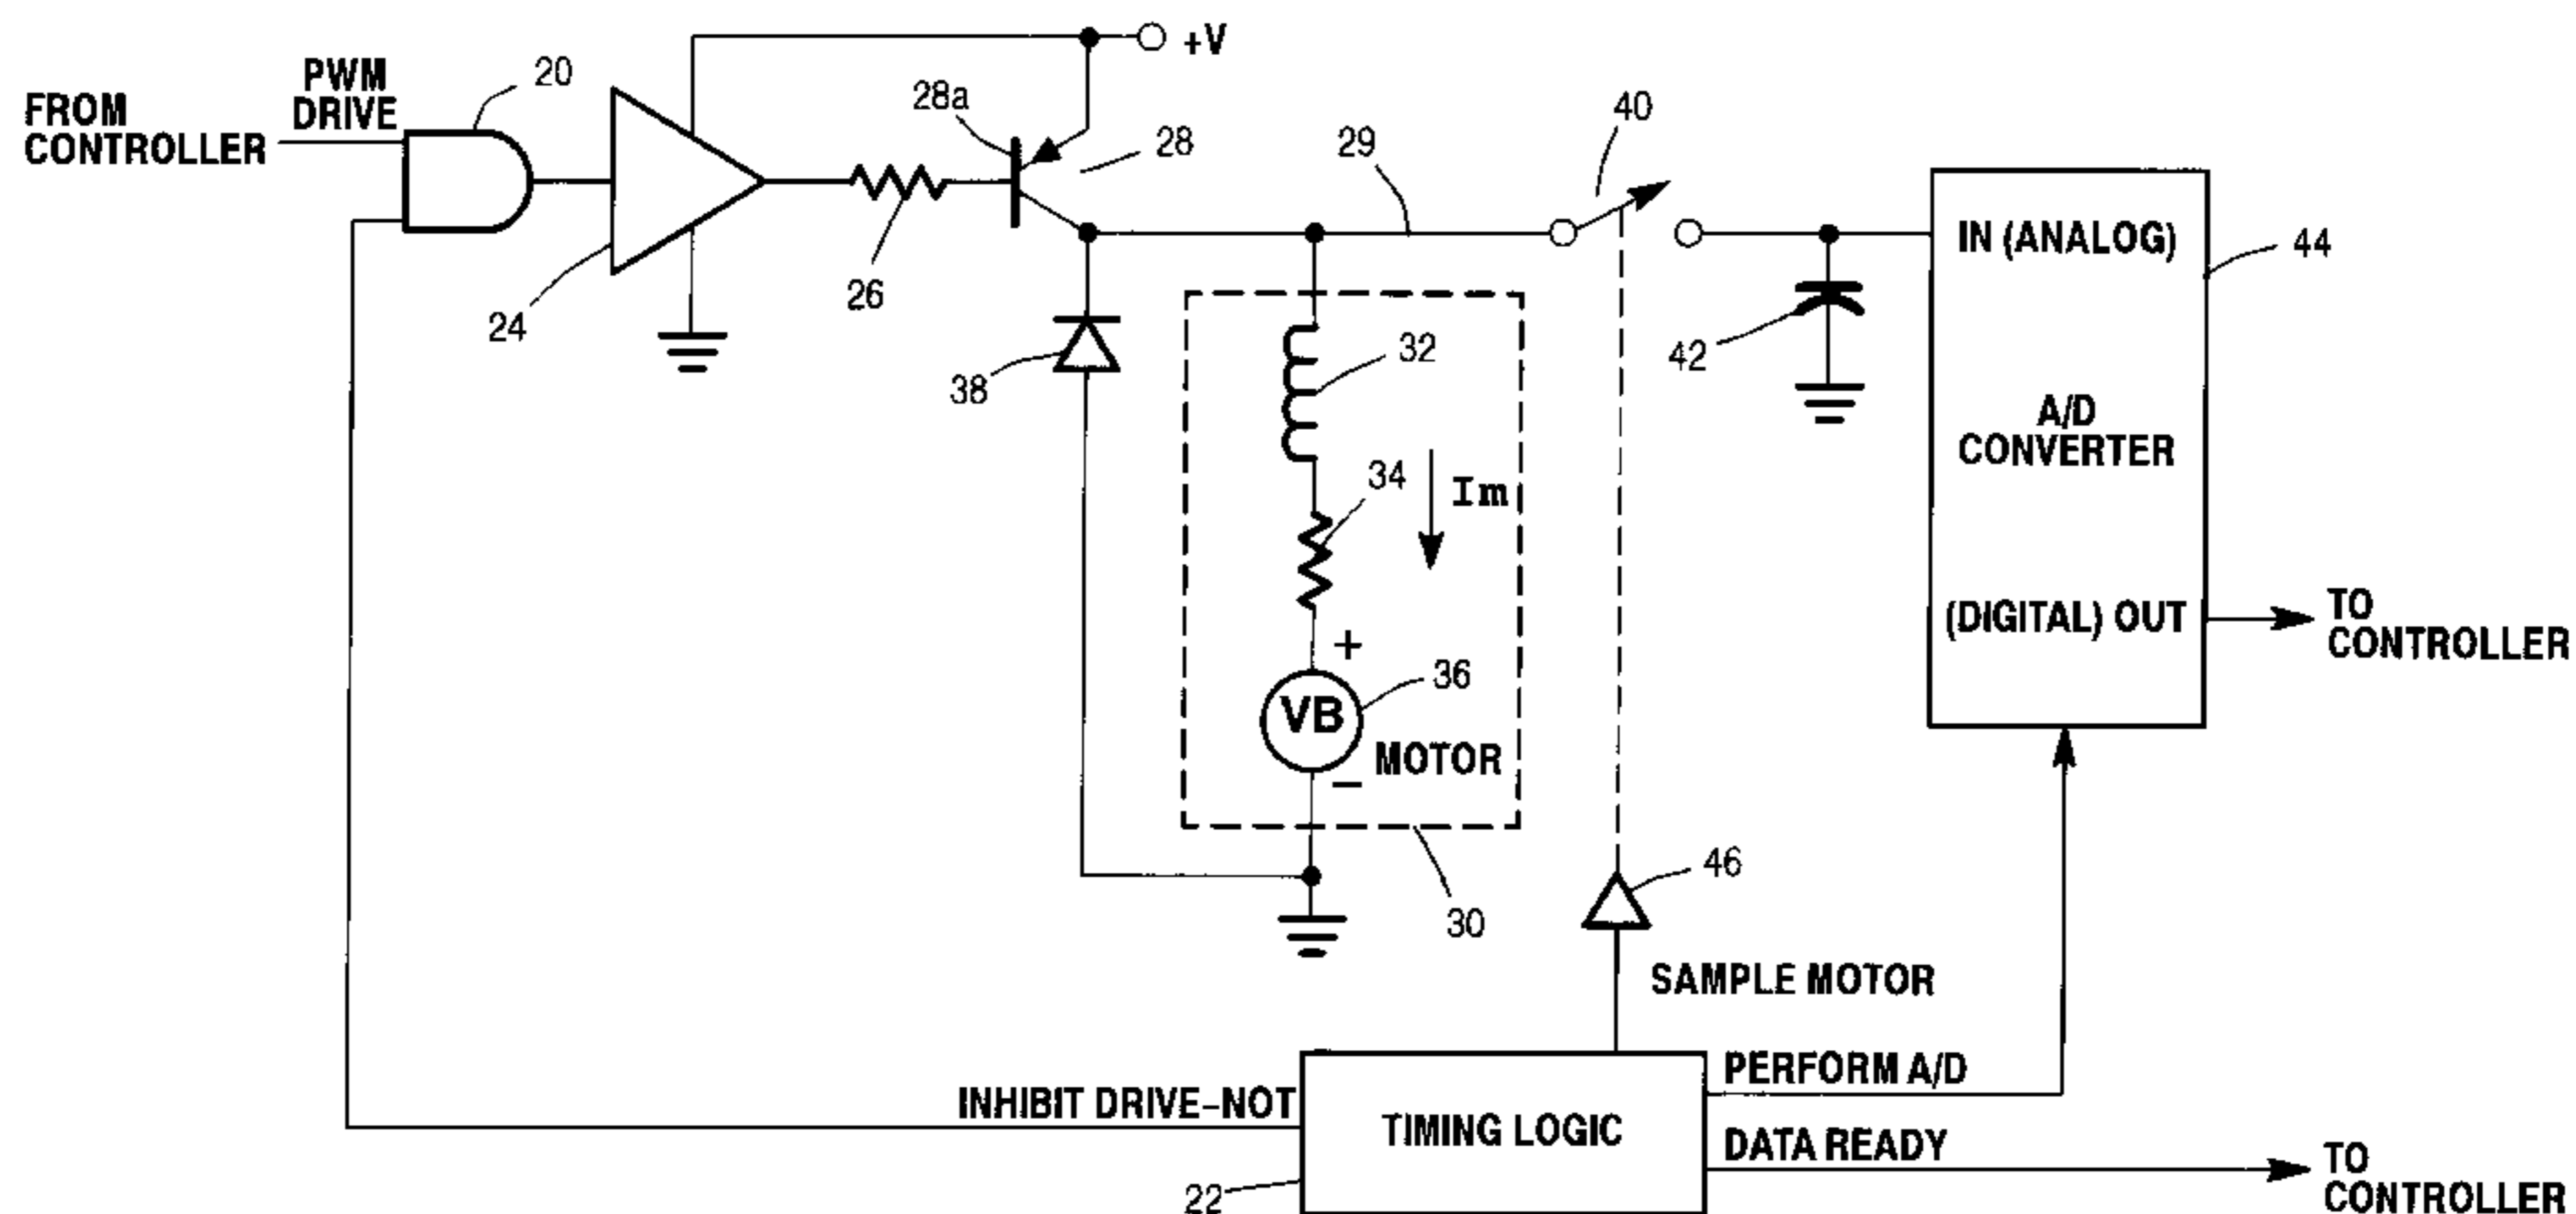 FROM
CONTROLLER
PWM
DRIVE
20
24
26
28a
28
+V
29
38
32
34
Im
+
VB
36
−
MOTOR
30
40
42
IN (ANALOG)
A/D
CONVERTER
(DIGITAL) OUT
44
TO
CONTROLLER
46
SAMPLE MOTOR
INHIBIT DRIVE–NOT
TIMING LOGIC
22
PERFORM A/D
DATA READY
TO
CONTROLLER